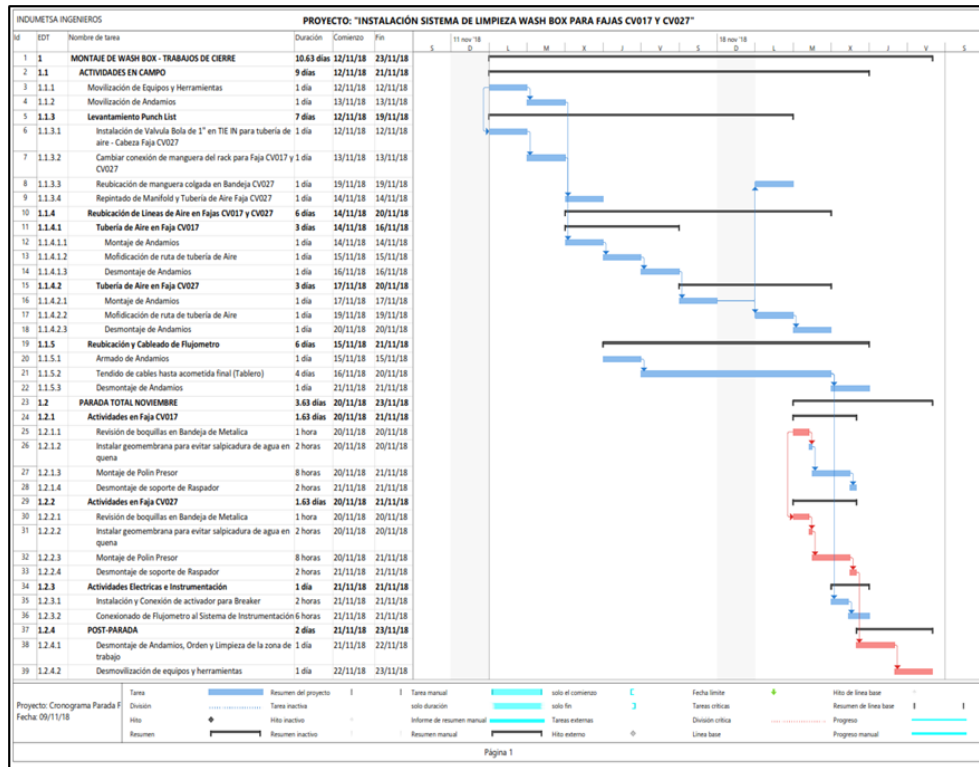 INDUMETSA INGENIEROS
PROYECTO: "INSTALACIÓN SISTEMA DE LIMPIEZA WASH BOX PARA FAJAS CV017 Y CV027"
Id EDT Nombre de tarea Duración Comienzo Fin
11 nov '18 18 nov '18
S D L M X J V S D L M X J V S
1 1 MONTAJE DE WASH BOX - TRABAJOS DE CIERRE 10.63 días 12/11/18 23/11/18
2 1.1 ACTIVIDADES EN CAMPO 9 días 12/11/18 21/11/18
3 1.1.1 Movilización de Equipos y Herramientas 1 día 12/11/18 12/11/18
4 1.1.2 Movilización de Andamios 1 día 13/11/18 13/11/18
5 1.1.3 Levantamiento Punch List 7 días 12/11/18 19/11/18
6 1.1.3.1 Instalación de Valvula Bola de 1" en TIE IN para tubería de 1 día 12/11/18 12/11/18
aire - Cabeza Faja CV027
7 1.1.3.2 Cambiar conexión de manguera del rack para Faja CV017 y 1 día 13/11/18 13/11/18
CV027
8 1.1.3.3 Reubicación de manguera colgada en Bandeja CV027 1 día 19/11/18 19/11/18
9 1.1.3.4 Repintado de Manifold y Tubería de Aire Faja CV027 1 día 14/11/18 14/11/18
10 1.1.4 Reubicación de Lineas de Aire en Fajas CV017 y CV027 6 días 14/11/18 20/11/18
11 1.1.4.1 Tubería de Aire en Faja CV017 3 días 14/11/18 16/11/18
12 1.1.4.1.1 Montaje de Andamios 1 día 14/11/18 14/11/18
13 1.1.4.1.2 Mofidicación de ruta de tubería de Aire 1 día 15/11/18 15/11/18
14 1.1.4.1.3 Desmontaje de Andamios 1 día 16/11/18 16/11/18
15 1.1.4.2 Tubería de Aire en Faja CV027 3 días 17/11/18 20/11/18
16 1.1.4.2.1 Montaje de Andamios 1 día 17/11/18 17/11/18
17 1.1.4.2.2 Mofidicación de ruta de tubería de Aire 1 día 19/11/18 19/11/18
18 1.1.4.2.3 Desmontaje de Andamios 1 día 20/11/18 20/11/18
19 1.1.5 Reubicación y Cableado de Flujometro 6 días 15/11/18 21/11/18
20 1.1.5.1 Armado de Andamios 1 día 15/11/18 15/11/18
21 1.1.5.2 Tendido de cables hasta acometida final (Tablero) 4 días 16/11/18 20/11/18
22 1.1.5.3 Desmontaje de Andamios 1 día 21/11/18 21/11/18
23 1.2 PARADA TOTAL NOVIEMBRE 3.63 días 20/11/18 23/11/18
24 1.2.1 Actividades en Faja CV017 1.63 días 20/11/18 21/11/18
25 1.2.1.1 Revisión de boquillas en Bandeja de Metalica 1 hora 20/11/18 20/11/18
26 1.2.1.2 Instalar geomembrana para evitar salpicadura de agua en 2 horas 20/11/18 20/11/18
quena
27 1.2.1.3 Montaje de Polin Presor 8 horas 20/11/18 21/11/18
28 1.2.1.4 Desmontaje de soporte de Raspador 2 horas 21/11/18 21/11/18
29 1.2.2 Actividades en Faja CV027 1.63 días 20/11/18 21/11/18
30 1.2.2.1 Revisión de boquillas en Bandeja de Metalica 1 hora 20/11/18 20/11/18
31 1.2.2.2 Instalar geomembrana para evitar salpicadura de agua en 2 horas 20/11/18 20/11/18
quena
32 1.2.2.3 Montaje de Polin Presor 8 horas 20/11/18 21/11/18
33 1.2.2.4 Desmontaje de soporte de Raspador 2 horas 21/11/18 21/11/18
34 1.2.3 Actividades Electricas e Instrumentación 1 día 21/11/18 21/11/18
35 1.2.3.1 Instalación y Conexión de activador para Breaker 2 horas 21/11/18 21/11/18
36 1.2.3.2 Conexionado de Flujometro al Sistema de Instrumentación 6 horas 21/11/18 21/11/18
37 1.2.4 POST-PARADA 2 días 21/11/18 23/11/18
38 1.2.4.1 Desmontaje de Andamios, Orden y Limpieza de la zona de 1 día 21/11/18 22/11/18
trabajo
39 1.2.4.2 Desmovilización de equipos y herramientas 1 día 22/11/18 23/11/18
Proyecto: Cronograma Parada F
Fecha: 09/11/18
Tarea Resumen del proyecto Tarea manual solo el comienzo Fecha límite Hito de línea base
División Tarea inactiva solo duración solo fin Tareas críticas Resumen de línea base
Hito Hito inactivo Informe de resumen manual Tareas externas División crítica Progreso
Resumen Resumen inactivo Resumen manual Hito externo Línea base Progreso manual
Página 1